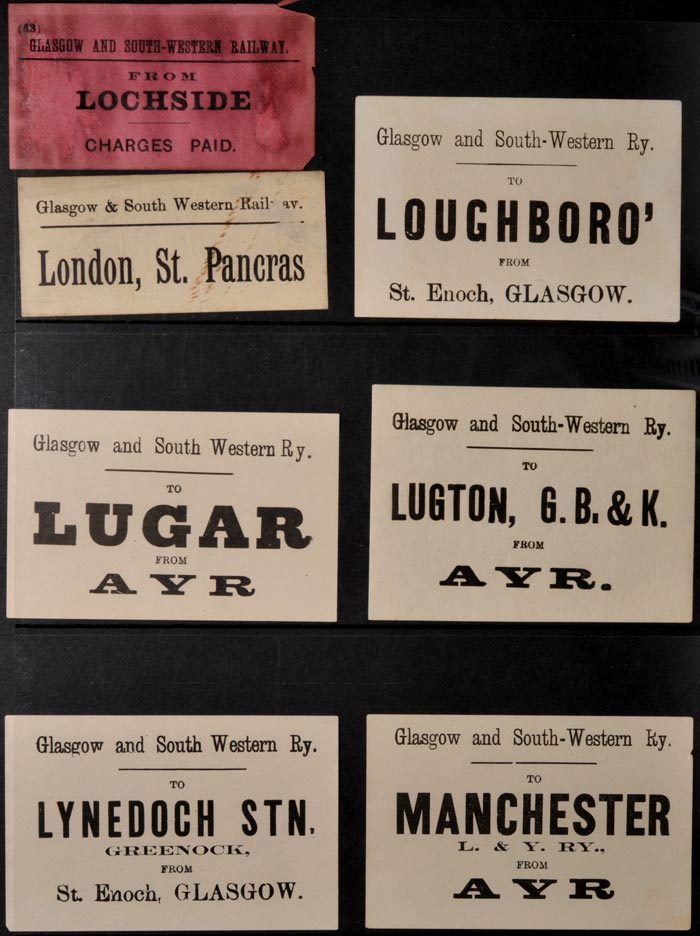 (43)
GLASGOW AND SOUTH-WESTERN RAILWAY.
FROM
LOCHSIDE
CHARGES PAID.
Glasgow & South Western Railway.
London, St. Pancras
Glasgow and South-Western Ry.
TO
LOUGHBORO'
FROM
St. Enoch, GLASGOW.
Glasgow and South Western Ry.
TO
LUGAR
FROM
AYR
Glasgow and South-Western Ry.
TO
LUGTON, G. B. & K.
FROM
AYR.
Glasgow and South Western Ry.
TO
LYNEDOCH STN.
GREENOCK,
FROM
St. Enoch, GLASGOW.
Glasgow and South-Western Ry.
TO
MANCHESTER
L. & Y. RY.,
FROM
AYR